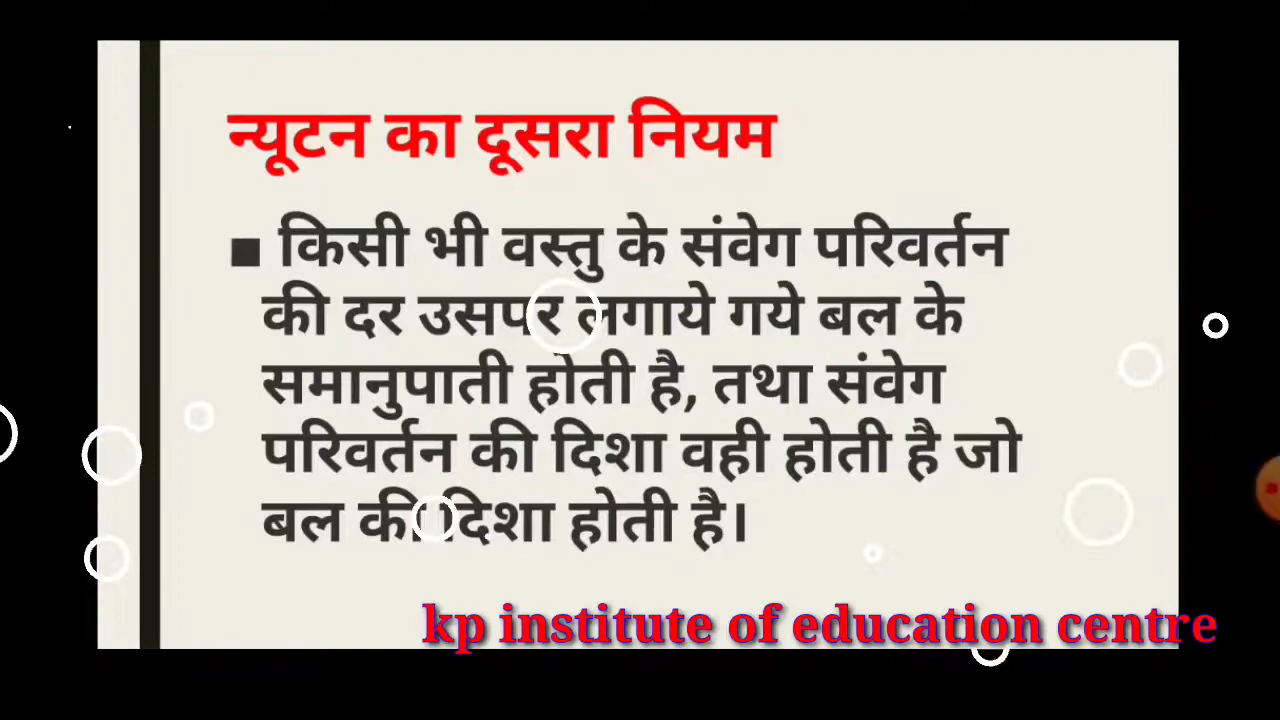 न्यूटन का दूसरा नियम
▪ किसी भी वस्तु के संवेग परिवर्तन
की दर उसपर लगाये गये बल के
समानुपाती होती है, तथा संवेग
परिवर्तन की दिशा वही होती है जो
बल की दिशा होती है।
kp institute of education centre